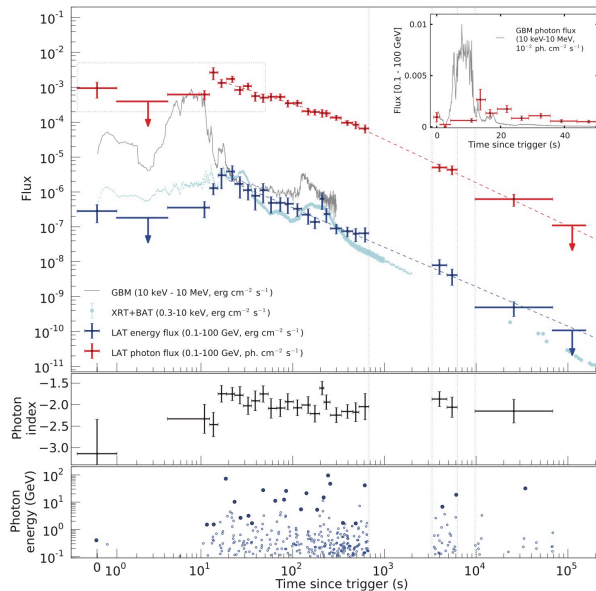 10⁻¹
10⁻²
10⁻³
10⁻⁴
10⁻⁵
10⁻⁶
10⁻⁷
10⁻⁸
10⁻⁹
10⁻¹⁰
10⁻¹¹
Flux
GBM (10 keV - 10 MeV, erg cm⁻² s⁻¹)
XRT+BAT (0.3-10 keV, erg cm⁻² s⁻¹)
LAT energy flux (0.1-100 GeV, erg cm⁻² s⁻¹)
LAT photon flux (0.1-100 GeV, ph. cm⁻² s⁻¹)
0.010
0.005
0
Flux [0.1 - 100 GeV]
GBM photon flux
(10 keV-10 MeV,
10⁻² ph. cm⁻² s⁻¹)
0 20 40
Time since trigger (s)
−1.5
−2.0
−2.5
−3.0
Photon
index
10²
10¹
10⁰
10⁻¹
Photon
energy (GeV)
0 10⁰ 10¹ 10² 10³ 10⁴ 10⁵
Time since trigger (s)